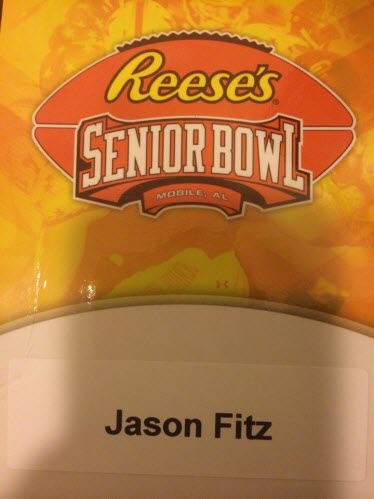 Reese's
SENIOR BOWL
MOBILE, AL
Jason Fitz